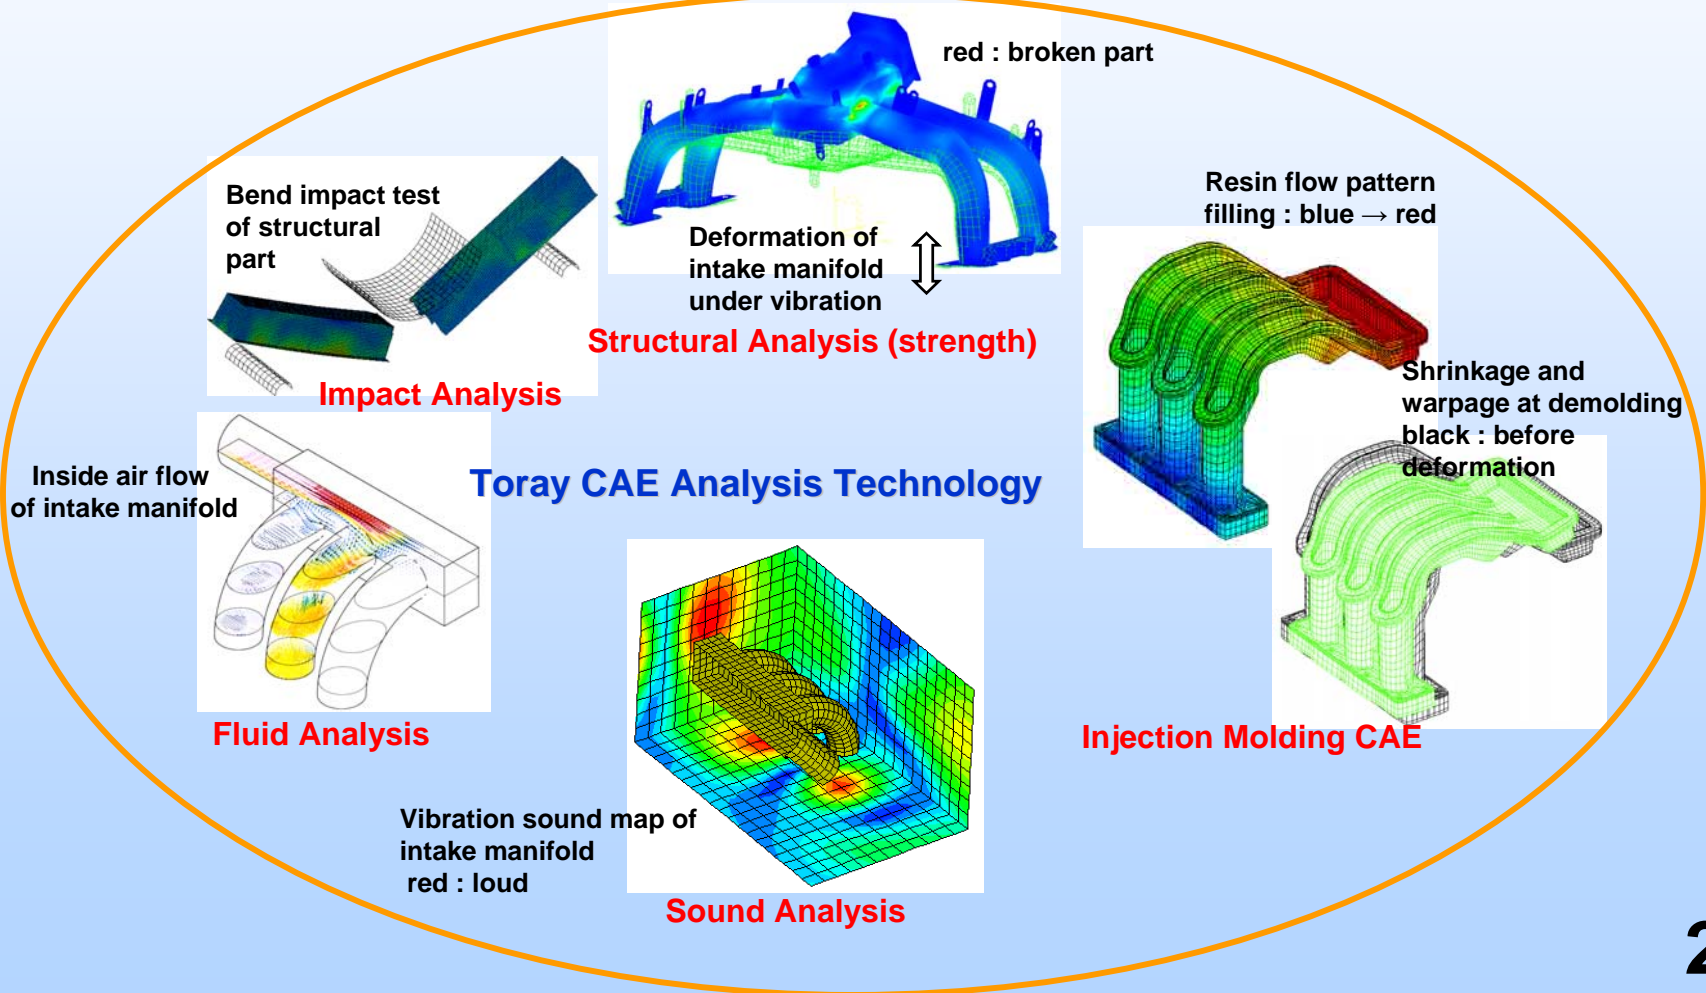 red : broken part
Bend impact test
of structural
part
Deformation of
intake manifold
under vibration
Structural Analysis (strength)
Impact Analysis
Resin flow pattern
filling : blue → red
Shrinkage and
warpage at demolding
black : before
deformation
Inside air flow
of intake manifold
Toray CAE Analysis Technology
Fluid Analysis
Injection Molding CAE
Vibration sound map of
intake manifold
red : loud
Sound Analysis
2